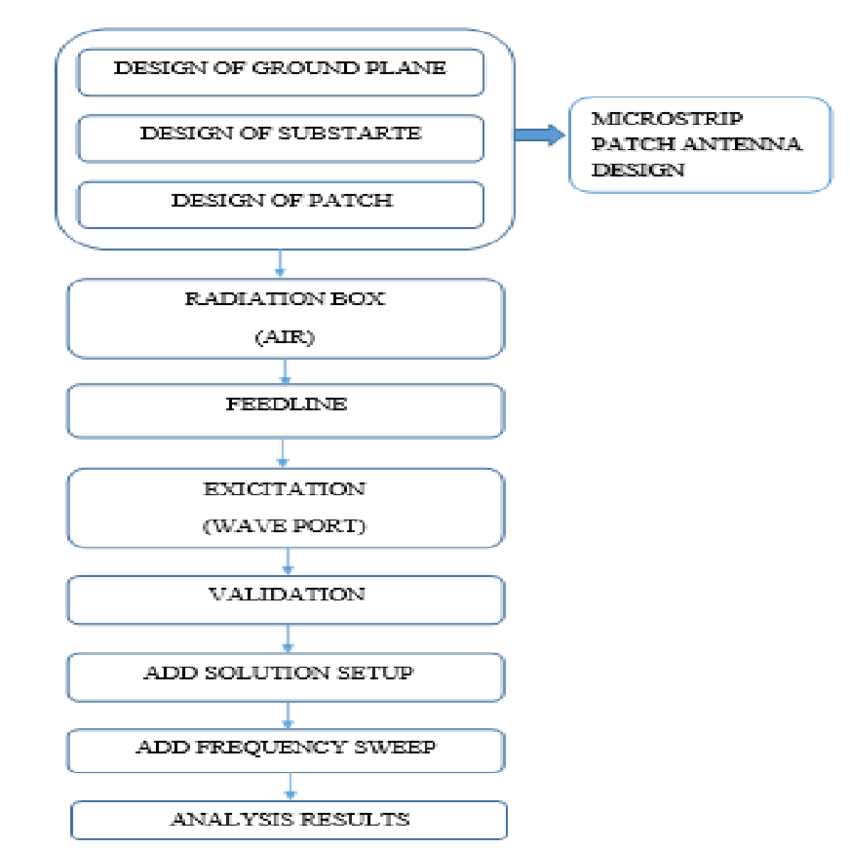 DESIGN OF GROUND PLANE
DESIGN OF SUBSTARTE
DESIGN OF PATCH
MICROSTRIP
PATCH ANTENNA
DESIGN
RADIATION BOX
(AIR)
FEEDLINE
EXICITATION
(WAVE PORT)
VALIDATION
ADD SOLUTION SETUP
ADD FREQUENCY SWEEP
ANALYSIS RESULTS